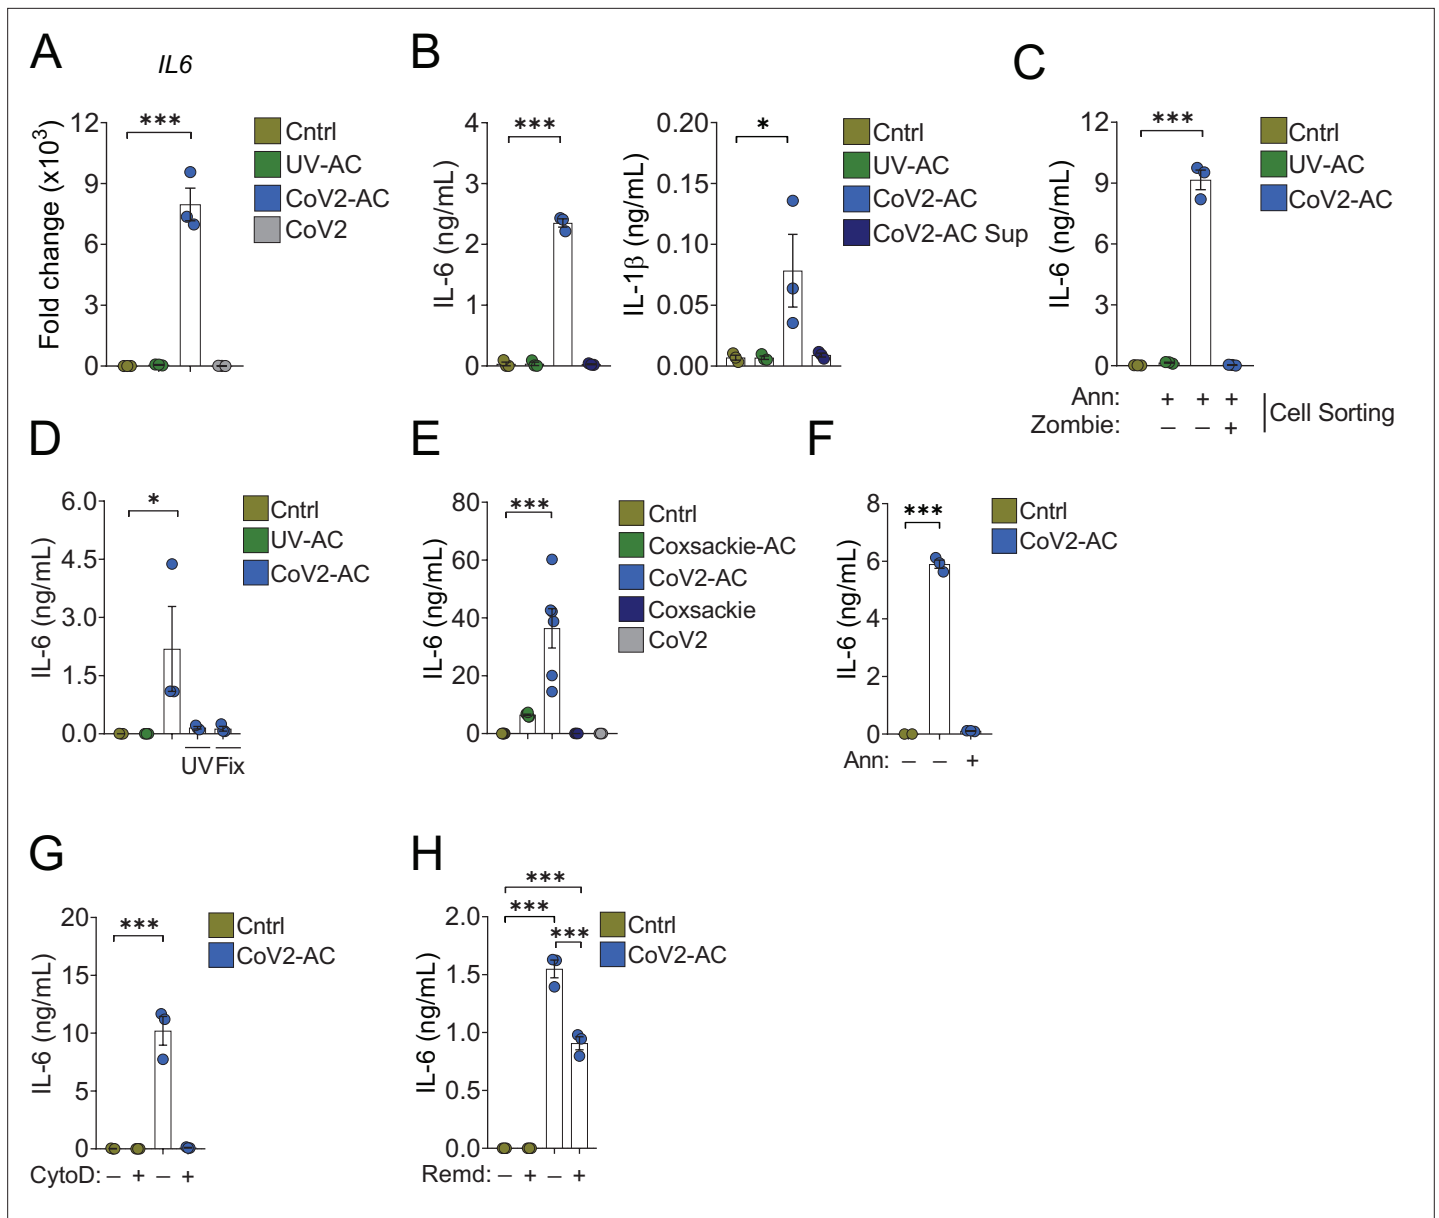 A
IL6
***
Fold change (x10³)
12
9
6
3
0
Cntrl
UV-AC
CoV2-AC
CoV2
B
***
IL-6 (ng/mL)
4
3
2
1
0
*
IL-1β (ng/mL)
0.20
0.15
0.10
0.05
0.00
Cntrl
UV-AC
CoV2-AC
CoV2-AC Sup
C
***
IL-6 (ng/mL)
12
9
6
3
0
Cntrl
UV-AC
CoV2-AC
Ann: + + +
Zombie: – – +
Cell Sorting
D
*
IL-6 (ng/mL)
6.0
4.5
3.0
1.5
0.0
UV Fix
Cntrl
UV-AC
CoV2-AC
E
***
IL-6 (ng/mL)
80
60
40
20
0
Cntrl
Coxsackie-AC
CoV2-AC
Coxsackie
CoV2
F
***
IL-6 (ng/mL)
8
6
4
2
0
Ann: – – +
Cntrl
CoV2-AC
G
***
IL-6 (ng/mL)
20
15
10
5
0
CytoD: – + – +
Cntrl
CoV2-AC
H
***
***
***
IL-6 (ng/mL)
2.0
1.5
1.0
0.5
0.0
Remd: – + – +
Cntrl
CoV2-AC